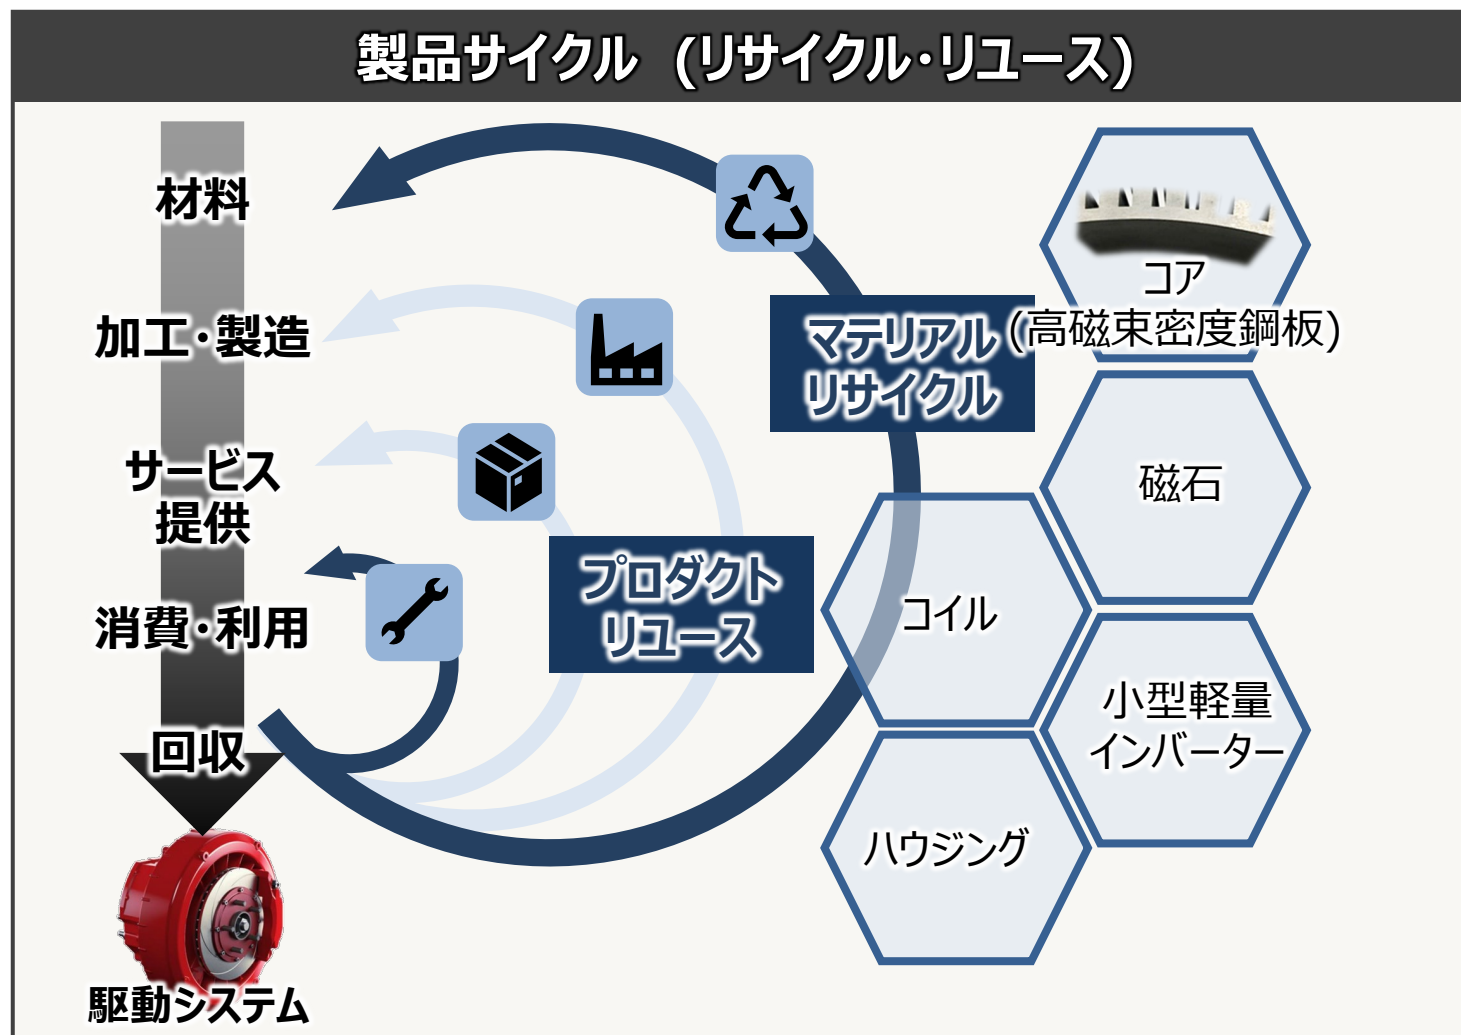 製品サイクル (リサイクル・リユース)
材料
加工・製造
サービス
提供
消費・利用
回収
駆動システム
マテリアル
リサイクル
プロダクト
リユース
コア
(高磁束密度鋼板)
磁石
コイル
小型軽量
インバーター
ハウジング